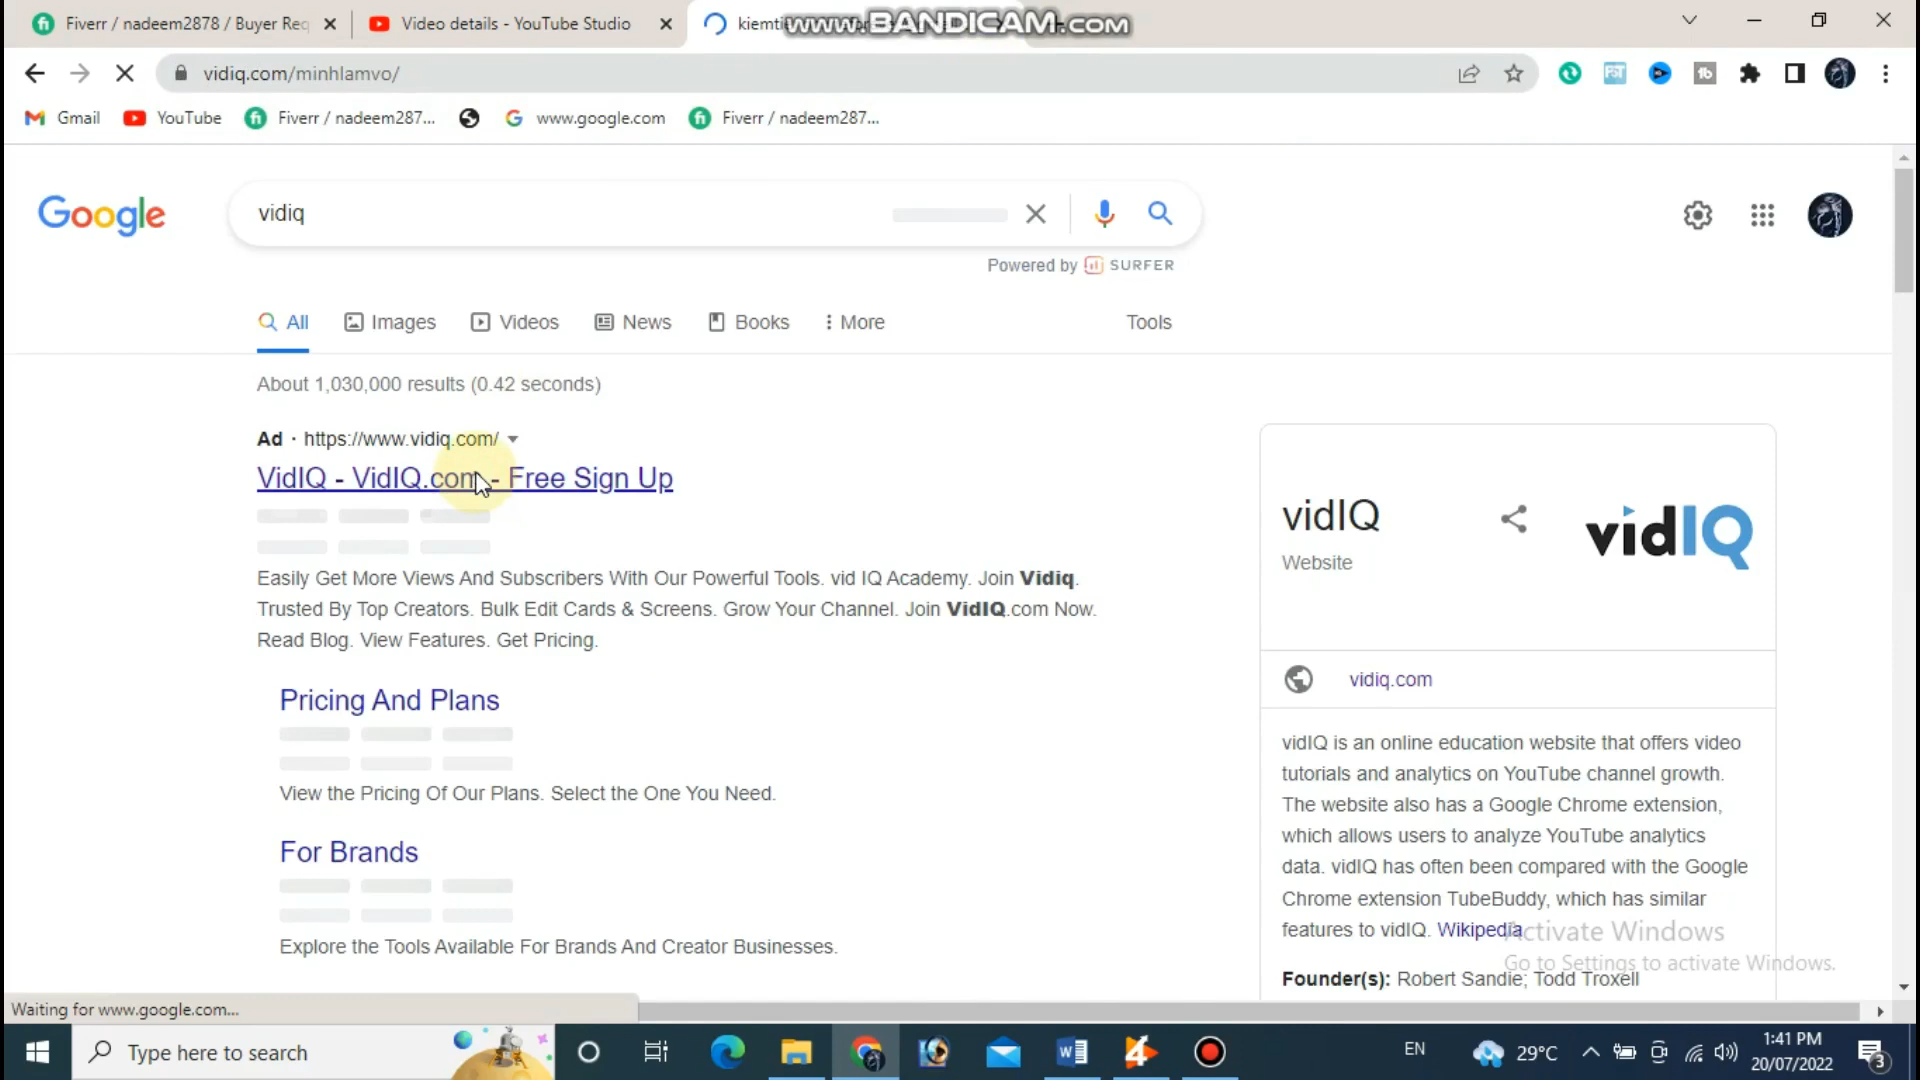 Fiverr / nadeem2878 / Buyer Req
Video details - YouTube Studio
www.BANDICAM.com
vidiq.com/minhlamvo/
Gmail
YouTube
Fiverr / nadeem287...
www.google.com
Fiverr / nadeem287...
Google
vidiq
Powered by SURFER
All
Images
Videos
News
Books
More
Tools
About 1,030,000 results (0.42 seconds)
Ad · https://www.vidiq.com/
VidIQ - VidIQ.com - Free Sign Up
Easily Get More Views And Subscribers With Our Powerful Tools. vid IQ Academy. Join Vidiq.
Trusted By Top Creators. Bulk Edit Cards & Screens. Grow Your Channel. Join VidIQ.com Now.
Read Blog. View Features. Get Pricing.
Pricing And Plans
View the Pricing Of Our Plans. Select the One You Need.
For Brands
Explore the Tools Available For Brands And Creator Businesses.
vidIQ
Website
vidIQ
vidiq.com
vidIQ is an online education website that offers video
tutorials and analytics on YouTube channel growth.
The website also has a Google Chrome extension,
which allows users to analyze YouTube analytics
data. vidIQ has often been compared with the Google
Chrome extension TubeBuddy, which has similar
features to vidIQ. Wikipedia
Activate Windows
Go to Settings to activate Windows.
Founder(s): Robert Sandie; Todd Troxell
Waiting for www.google.com...
Type here to search
EN
29°C
1:41 PM
20/07/2022
3